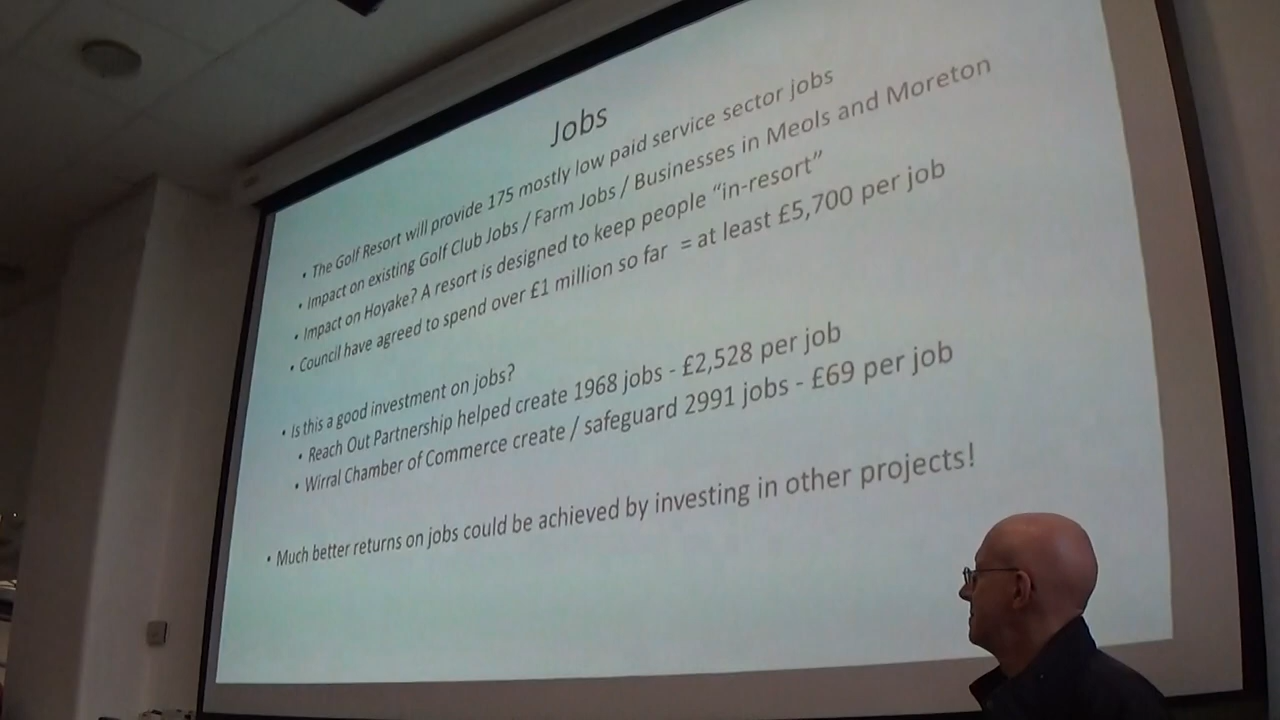 Jobs
• The Golf Resort will provide 175 mostly low paid service sector jobs
• Impact on existing Golf Club Jobs / Farm Jobs / Businesses in Meols and Moreton
• Impact on Hoyake? A resort is designed to keep people “in-resort”
• Council have agreed to spend over £1 million so far = at least £5,700 per job
• Is this a good investment on jobs?
• Reach Out Partnership helped create 1968 jobs - £2,528 per job
• Wirral Chamber of Commerce create / safeguard 2991 jobs - £69 per job
• Much better returns on jobs could be achieved by investing in other projects!